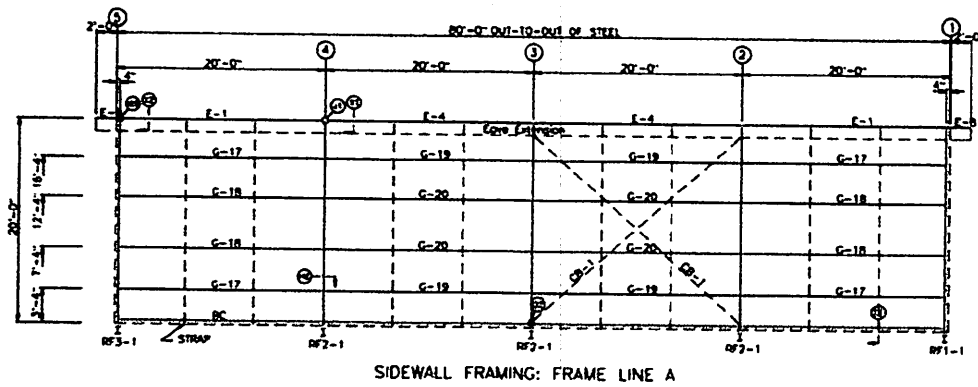 5
1
2'-0"
80'-0" OUT-TO-OUT OF STEEL
2'-0"
4
3
2
20'-0" 20'-0" 20'-0" 20'-0"
4" 4"
E-1 E-4 E-4 E-1 E-8
Eave Extension
G-17 G-19 G-19 G-17
G-18 G-20 G-20 G-18
G-18 G-20 G-20 G-18
G-17 G-19 G-19 G-17
20'-0"
16'-4"
12'-4"
7'-4"
3'-4"
CB-1 CB-1
BC
STRAP
RF3-1 RF2-1 RF2-1 RF2-1 RF1-1
SIDEWALL FRAMING: FRAME LINE A